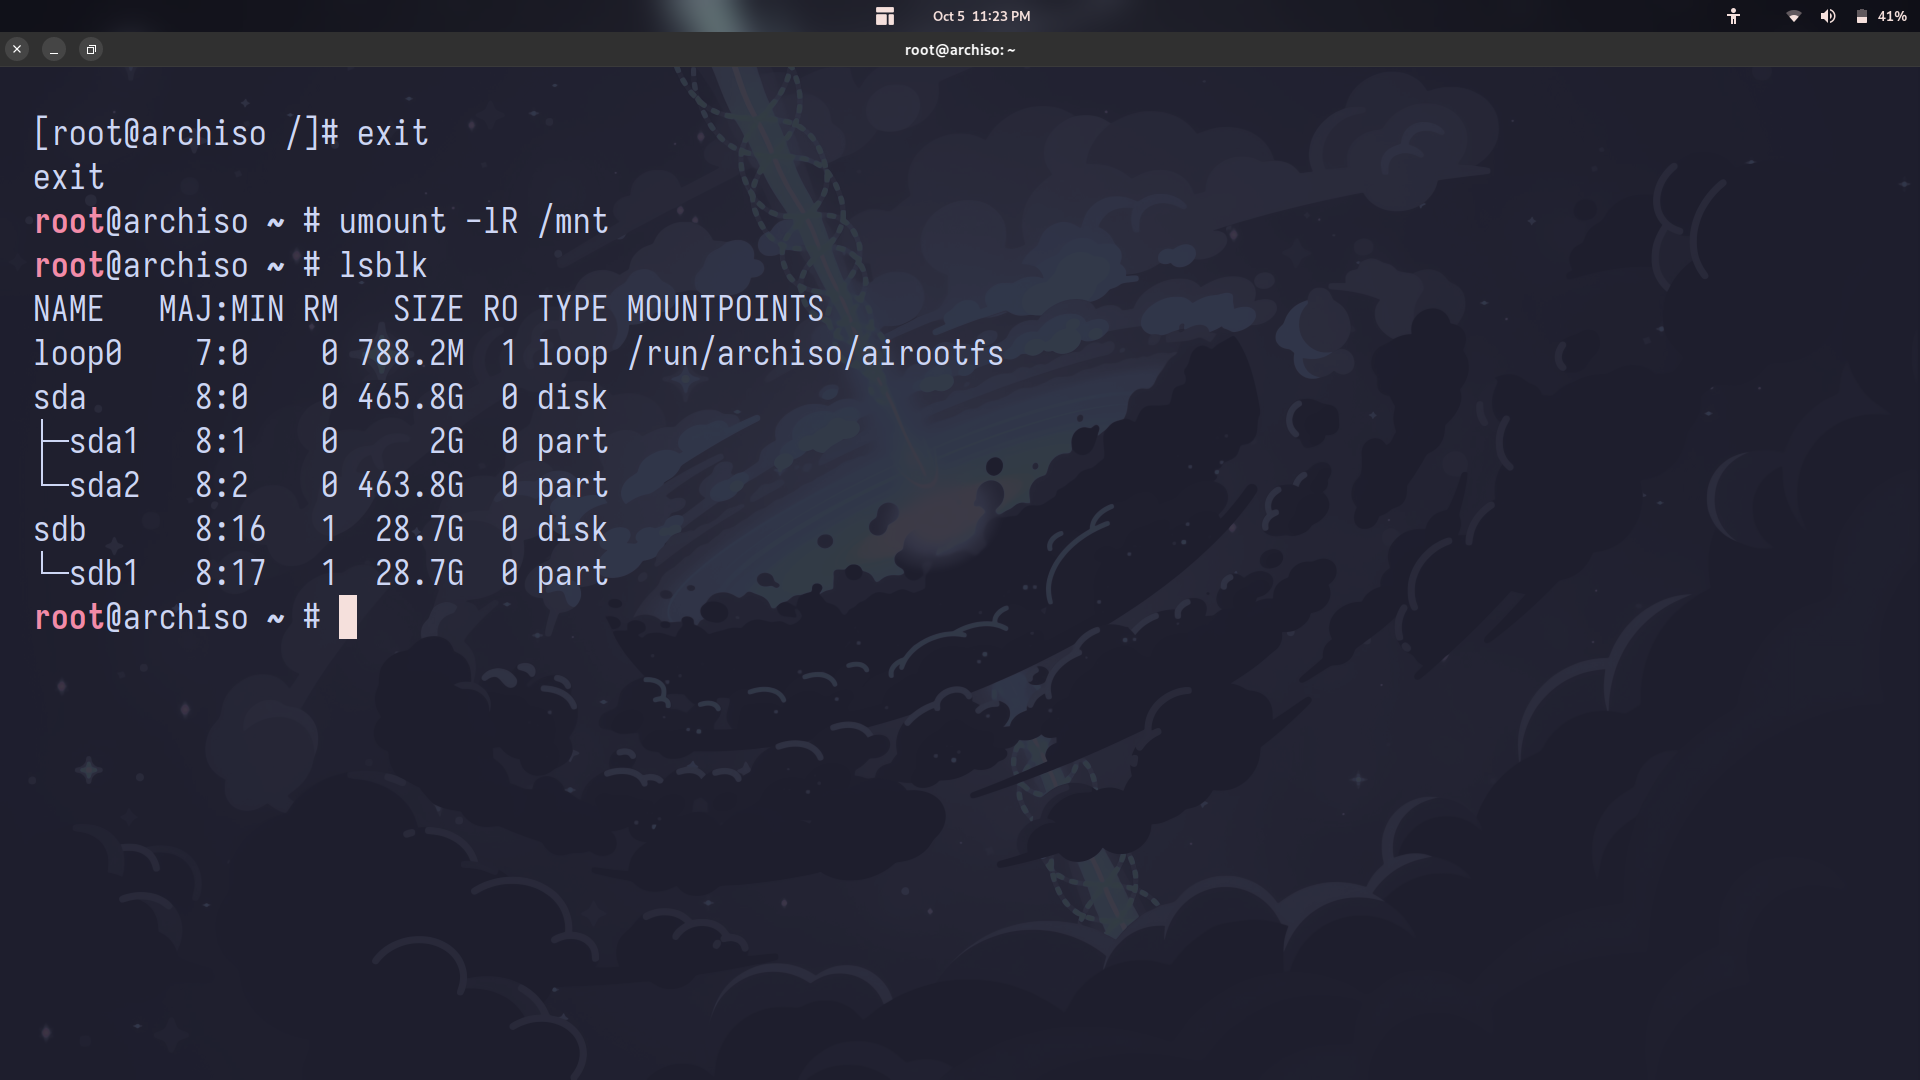 Oct 5 11:23 PM
41%
root@archiso: ~
[root@archiso /]# exit
exit
root@archiso ~ # umount -lR /mnt
root@archiso ~ # lsblk
NAME   MAJ:MIN RM   SIZE RO TYPE MOUNTPOINTS
loop0    7:0    0 788.2M  1 loop /run/archiso/airootfs
sda      8:0    0 465.8G  0 disk
├─sda1   8:1    0     2G  0 part
└─sda2   8:2    0 463.8G  0 part
sdb      8:16   1  28.7G  0 disk
└─sdb1   8:17   1  28.7G  0 part
root@archiso ~ #